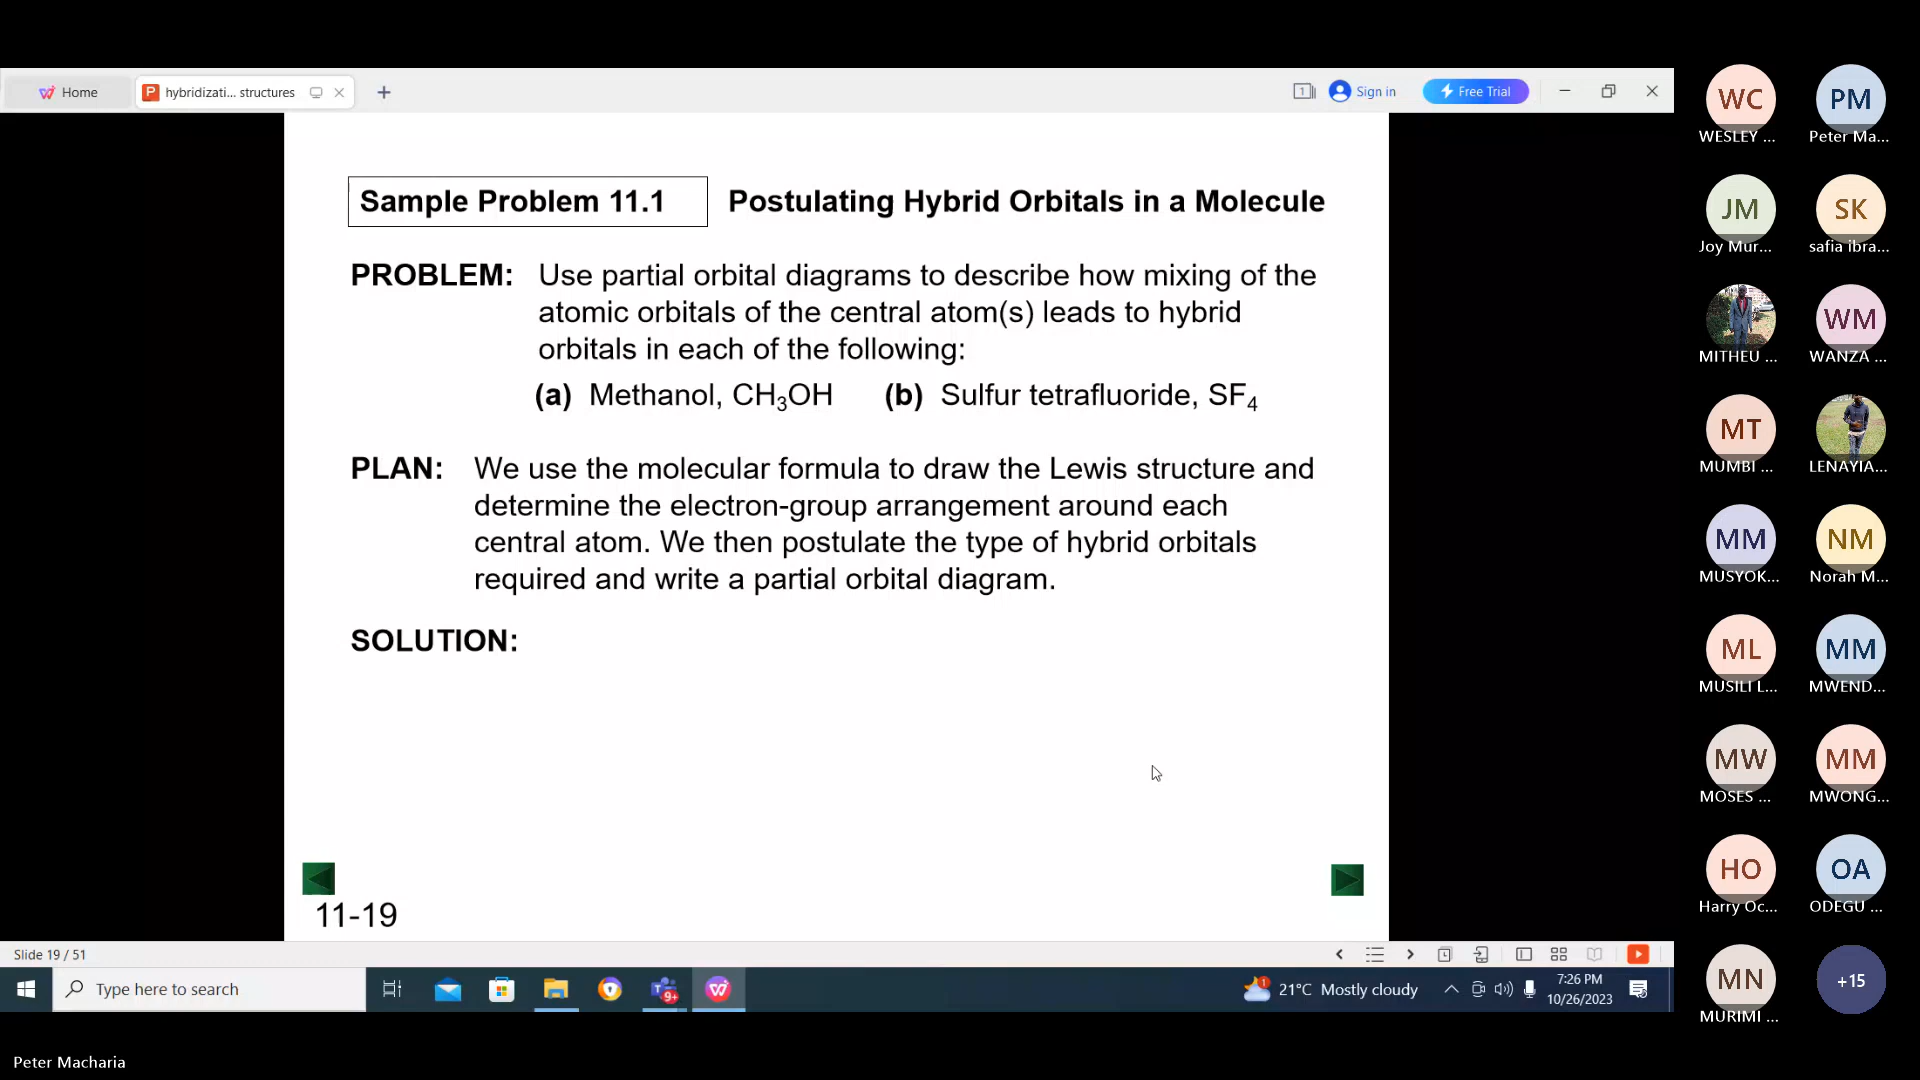 Home
hybridizati... structures
1
Sign in
Free Trial
Sample Problem 11.1
Postulating Hybrid Orbitals in a Molecule
PROBLEM: Use partial orbital diagrams to describe how mixing of the
atomic orbitals of the central atom(s) leads to hybrid
orbitals in each of the following:
(a) Methanol, CH₃OH (b) Sulfur tetrafluoride, SF₄
PLAN: We use the molecular formula to draw the Lewis structure and
determine the electron-group arrangement around each
central atom. We then postulate the type of hybrid orbitals
required and write a partial orbital diagram.
SOLUTION:
11-19
Slide 19 / 51
Type here to search
9+
21°C Mostly cloudy
7:26 PM
10/26/2023
Peter Macharia
WC
WESLEY ...
PM
Peter Ma...
JM
Joy Mur...
SK
safia ibra...
MITHEU ...
WM
WANZA ...
MT
MUMBI ...
LENAYIA...
MM
MUSYOK...
NM
Norah M...
ML
MUSILI L...
MM
MWEND...
MW
MOSES ...
MM
MWONG...
HO
Harry Oc...
OA
ODEGU ...
MN
MURIMI ...
+15